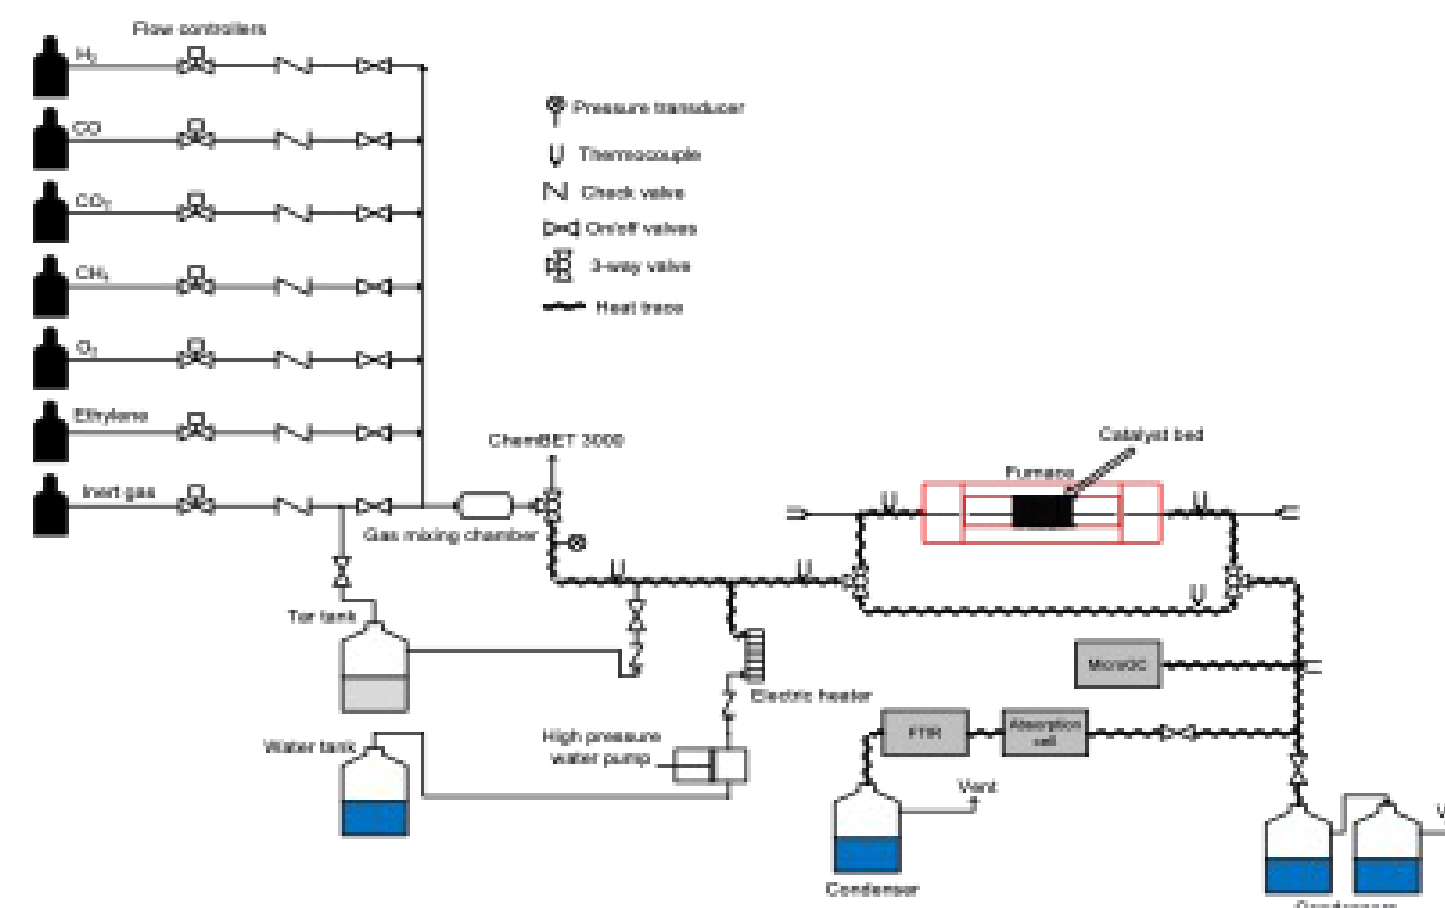 Flow controllers
H2
CO
CO2
CH4
O2
Ethylene
Inert gas
Pressure transducer
Thermocouple
Check valve
On/off valves
3-way valve
Heat trace
ChemBET 3000
Gas mixing chamber
Catalyst bed
Furnace
Tar tank
Water tank
High pressure
water pump
Electric heater
MicroGC
FTIR
Absorption
cell
Vent
Condenser
V
Condensers